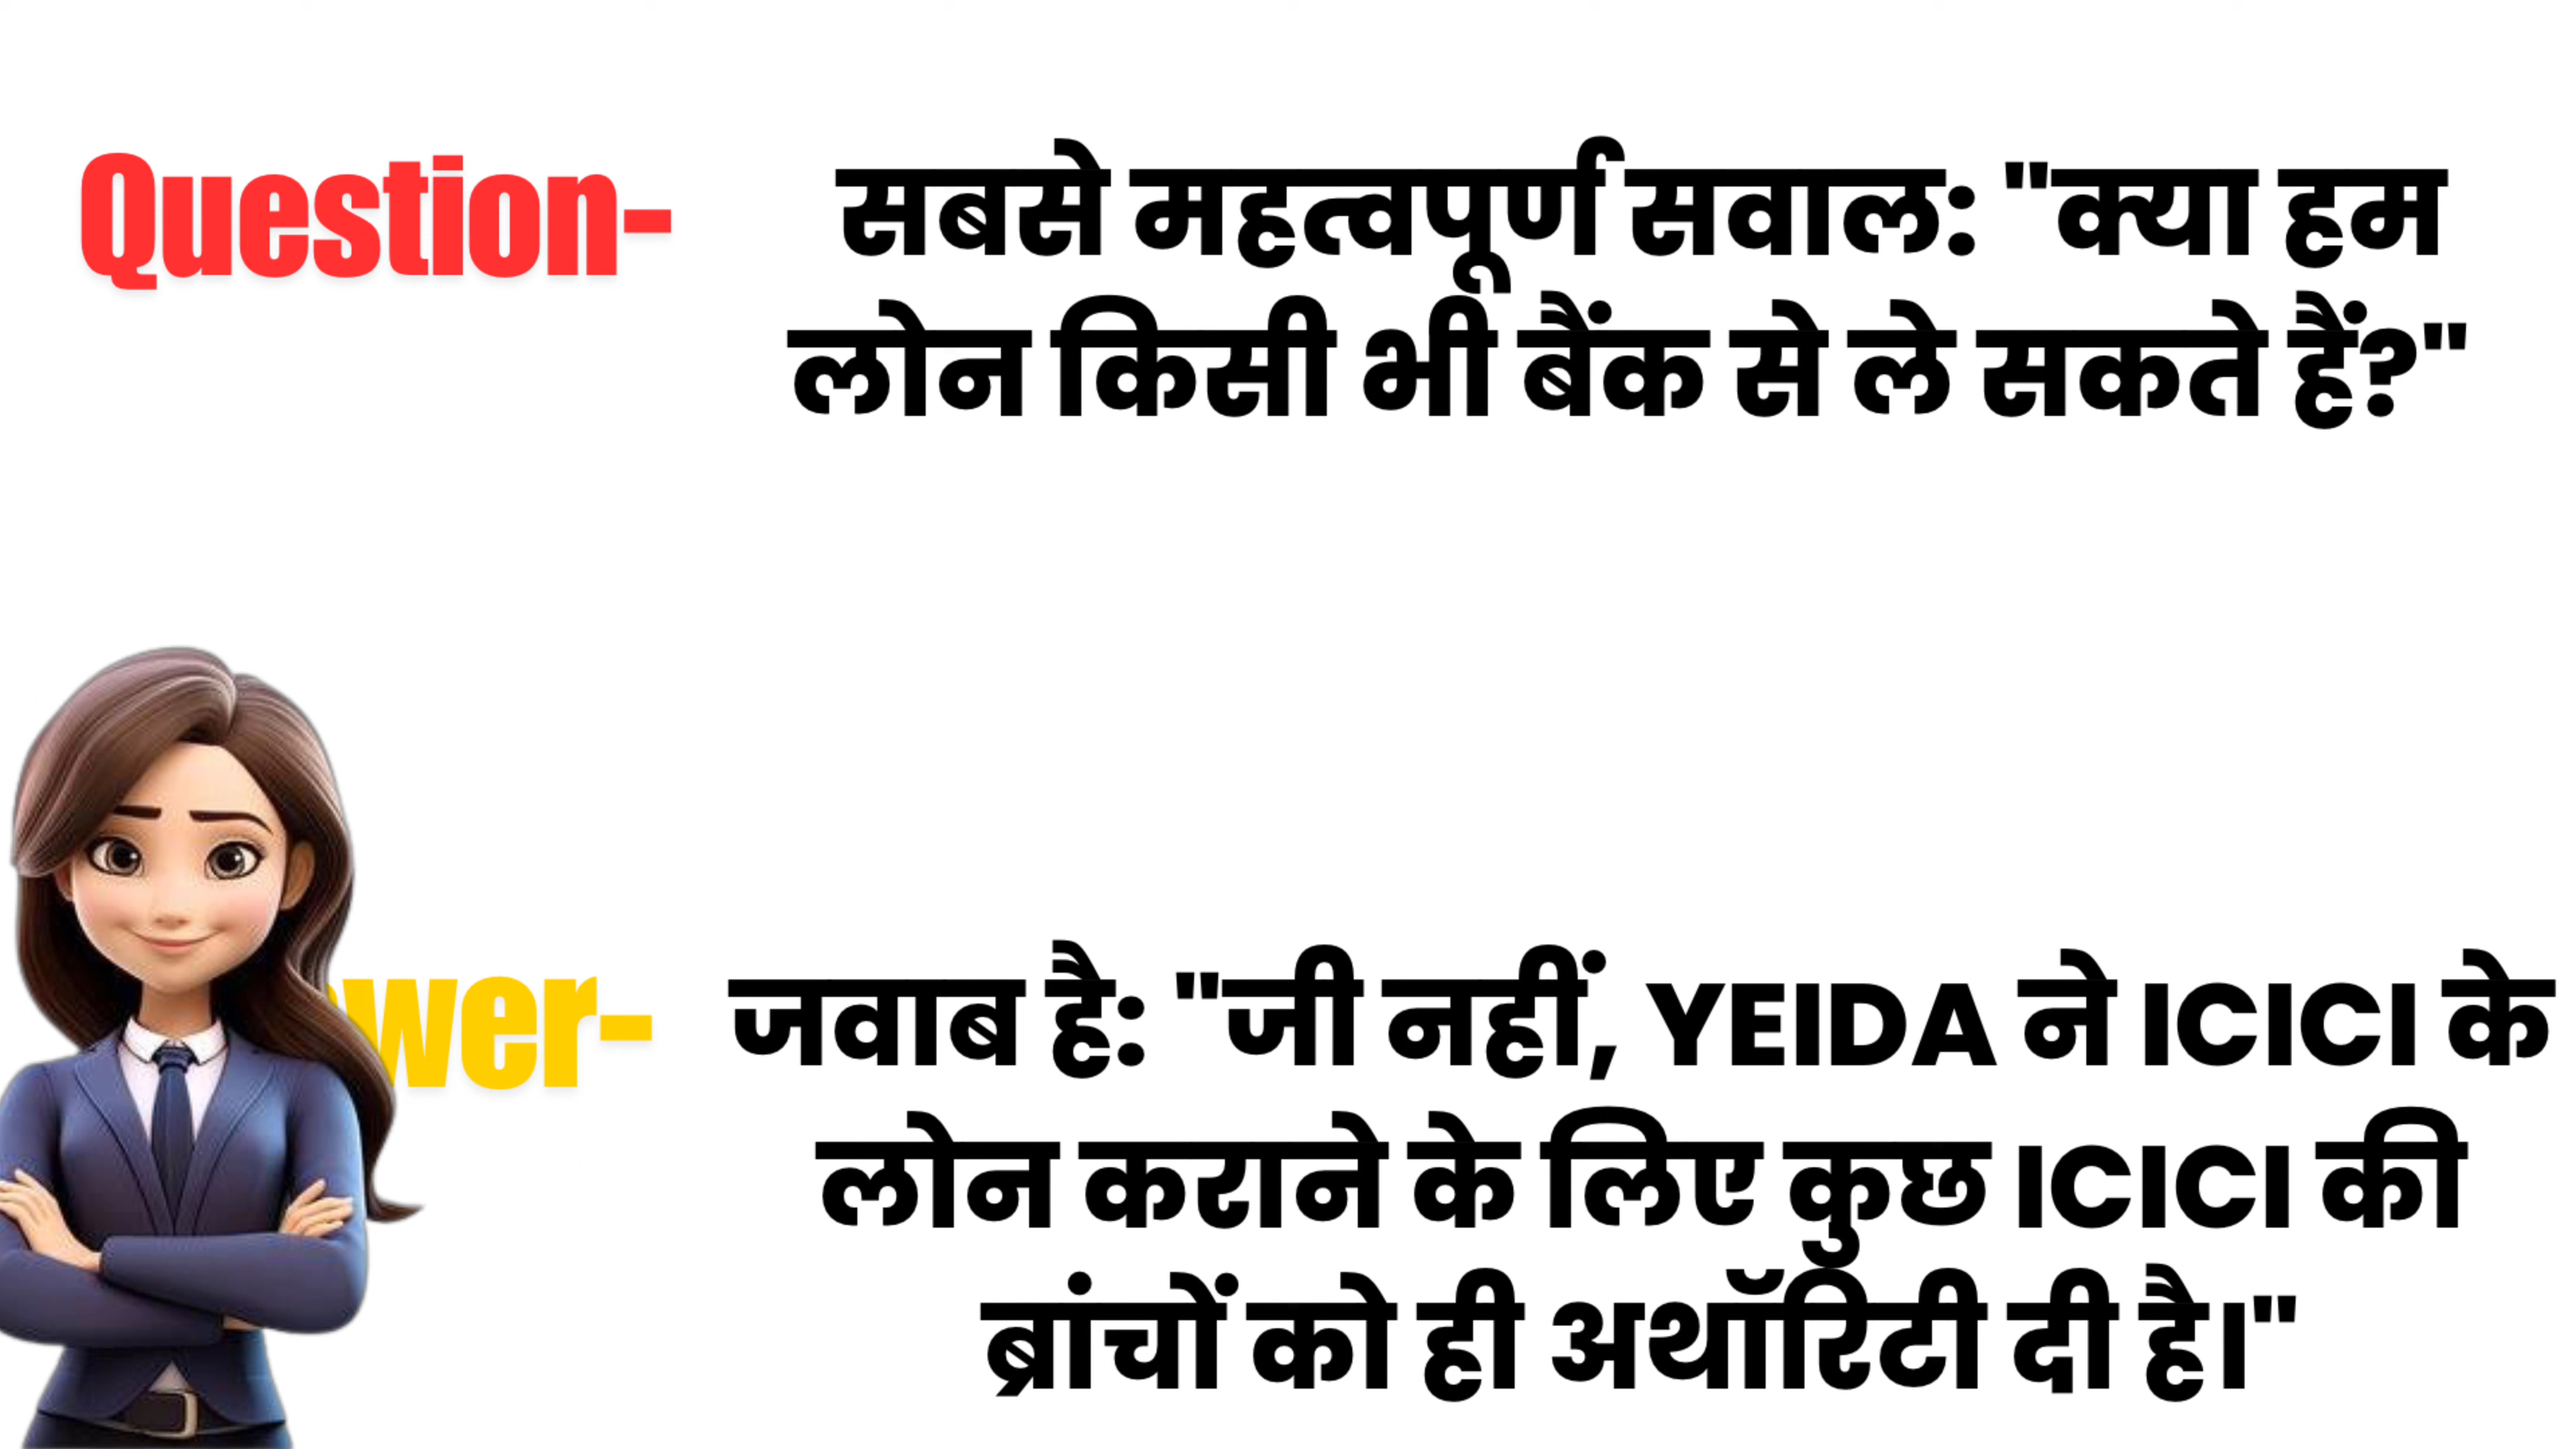 Question-
सबसे महत्वपूर्ण सवाल: "क्या हम
लोन किसी भी बैंक से ले सकते हैं?"
wer-
जवाब है: "जी नहीं, YEIDA ने ICICI के
लोन कराने के लिए कुछ ICICI की
ब्रांचों को ही अथॉरिटी दी है।"